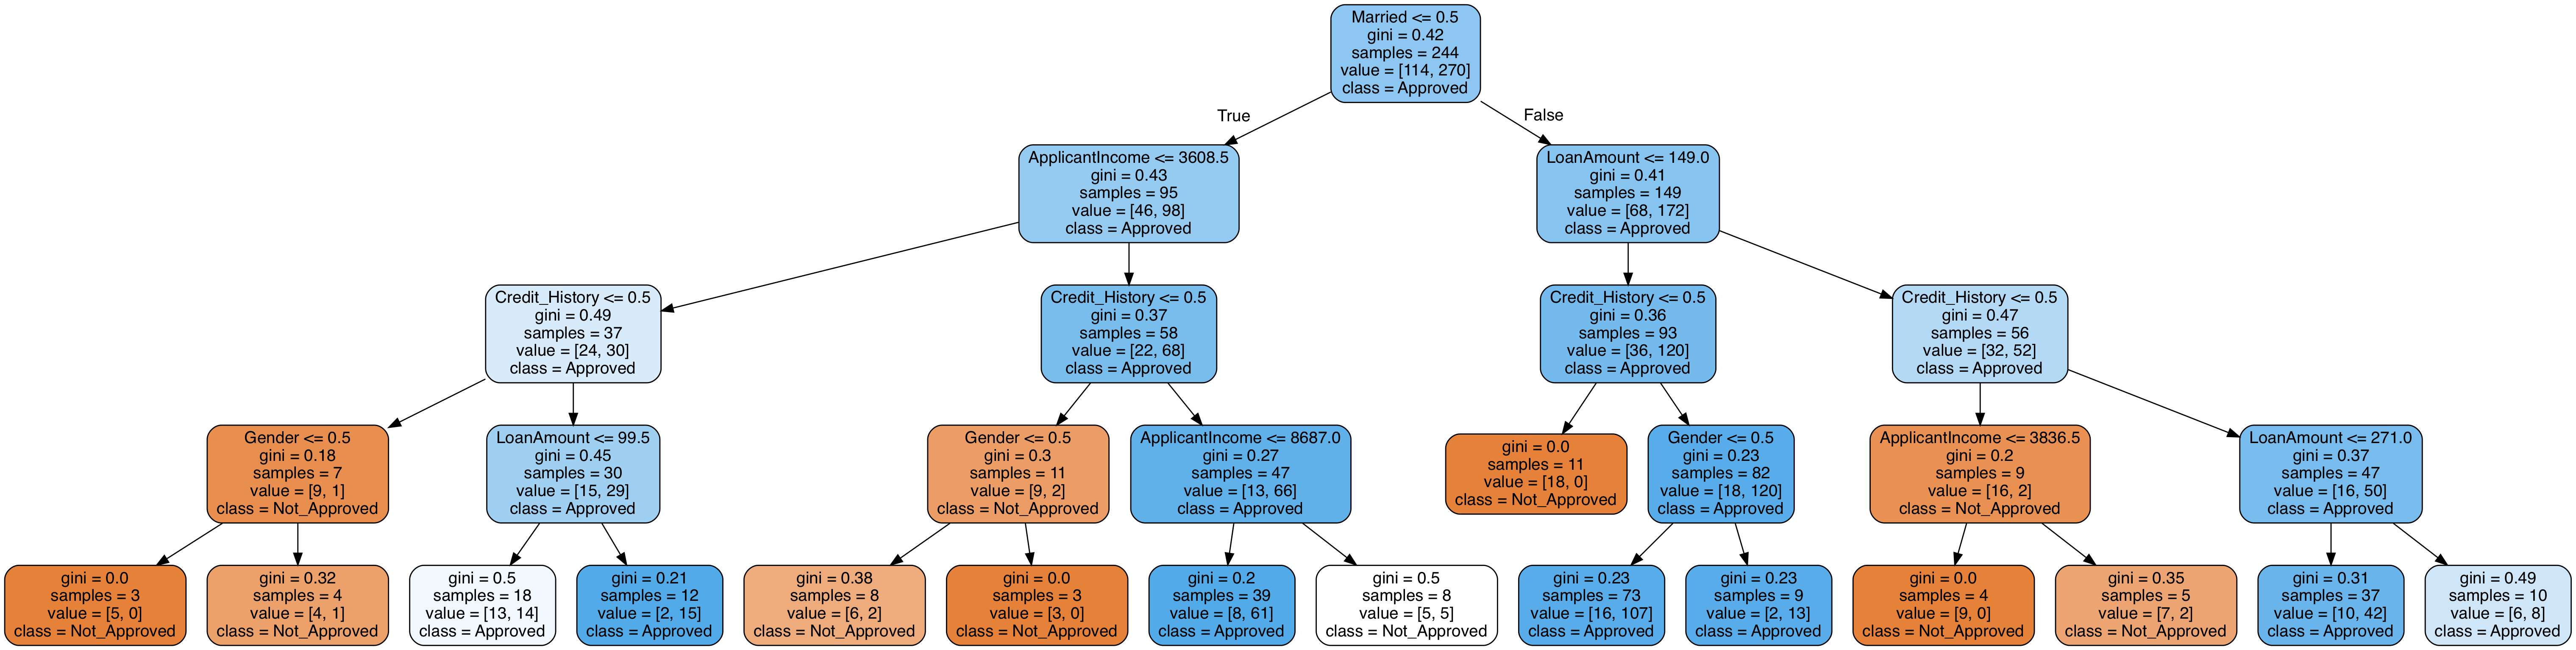 Married <= 0.5
gini = 0.42
samples = 244
value = [114, 270]
class = Approved
True
False
ApplicantIncome <= 3608.5
gini = 0.43
samples = 95
value = [46, 98]
class = Approved
LoanAmount <= 149.0
gini = 0.41
samples = 149
value = [68, 172]
class = Approved
Credit_History <= 0.5
gini = 0.49
samples = 37
value = [24, 30]
class = Approved
Credit_History <= 0.5
gini = 0.37
samples = 58
value = [22, 68]
class = Approved
Credit_History <= 0.5
gini = 0.36
samples = 93
value = [36, 120]
class = Approved
Credit_History <= 0.5
gini = 0.47
samples = 56
value = [32, 52]
class = Approved
Gender <= 0.5
gini = 0.18
samples = 7
value = [9, 1]
class = Not_Approved
LoanAmount <= 99.5
gini = 0.45
samples = 30
value = [15, 29]
class = Approved
Gender <= 0.5
gini = 0.3
samples = 11
value = [9, 2]
class = Not_Approved
ApplicantIncome <= 8687.0
gini = 0.27
samples = 47
value = [13, 66]
class = Approved
gini = 0.0
samples = 11
value = [18, 0]
class = Not_Approved
Gender <= 0.5
gini = 0.23
samples = 82
value = [18, 120]
class = Approved
ApplicantIncome <= 3836.5
gini = 0.2
samples = 9
value = [16, 2]
class = Not_Approved
LoanAmount <= 271.0
gini = 0.37
samples = 47
value = [16, 50]
class = Approved
gini = 0.0
samples = 3
value = [5, 0]
class = Not_Approved
gini = 0.32
samples = 4
value = [4, 1]
class = Not_Approved
gini = 0.5
samples = 18
value = [13, 14]
class = Approved
gini = 0.21
samples = 12
value = [2, 15]
class = Approved
gini = 0.38
samples = 8
value = [6, 2]
class = Not_Approved
gini = 0.0
samples = 3
value = [3, 0]
class = Not_Approved
gini = 0.2
samples = 39
value = [8, 61]
class = Approved
gini = 0.5
samples = 8
value = [5, 5]
class = Not_Approved
gini = 0.23
samples = 73
value = [16, 107]
class = Approved
gini = 0.23
samples = 9
value = [2, 13]
class = Approved
gini = 0.0
samples = 4
value = [9, 0]
class = Not_Approved
gini = 0.35
samples = 5
value = [7, 2]
class = Not_Approved
gini = 0.31
samples = 37
value = [10, 42]
class = Approved
gini = 0.49
samples = 10
value = [6, 8]
class = Approved